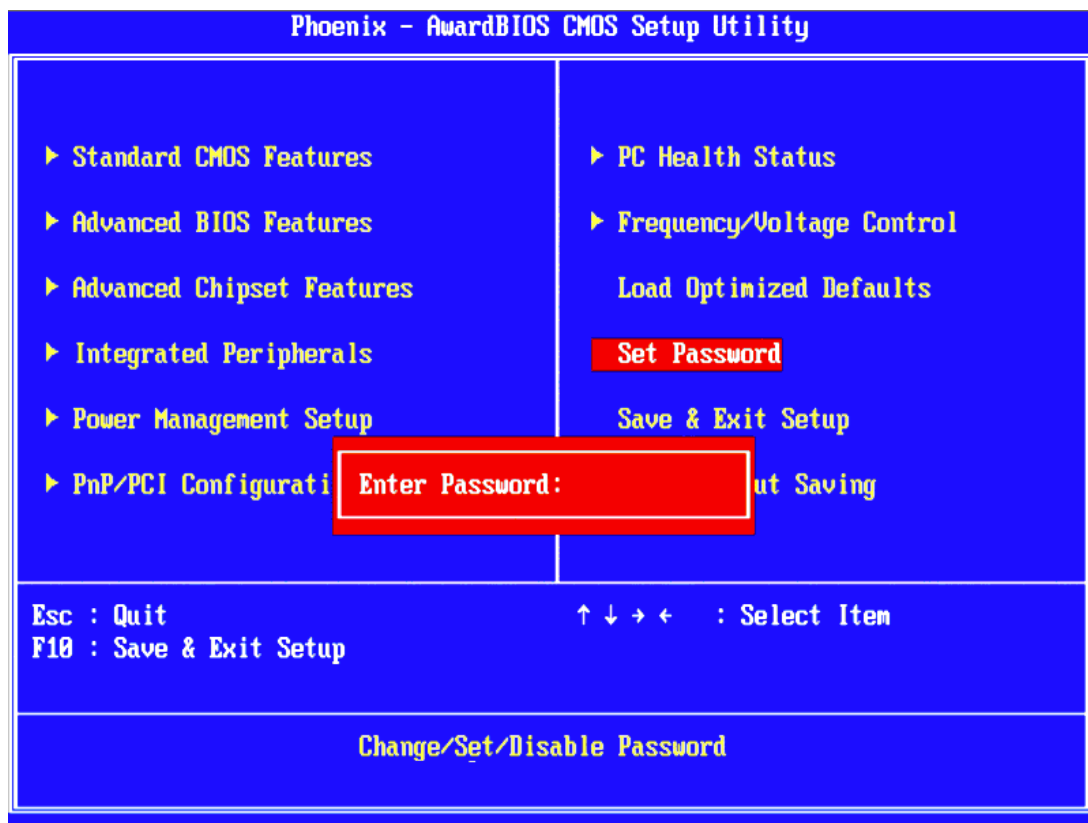 Phoenix - AwardBIOS CMOS Setup Utility
▶ Standard CMOS Features
▶ Advanced BIOS Features
▶ Advanced Chipset Features
▶ Integrated Peripherals
▶ Power Management Setup
▶ PnP/PCI Configurati
▶ PC Health Status
▶ Frequency/Voltage Control
Load Optimized Defaults
Set Password
Save & Exit Setup
ut Saving
Enter Password:
Esc : Quit
F10 : Save & Exit Setup
↑ ↓ → ← : Select Item
Change/Set/Disable Password